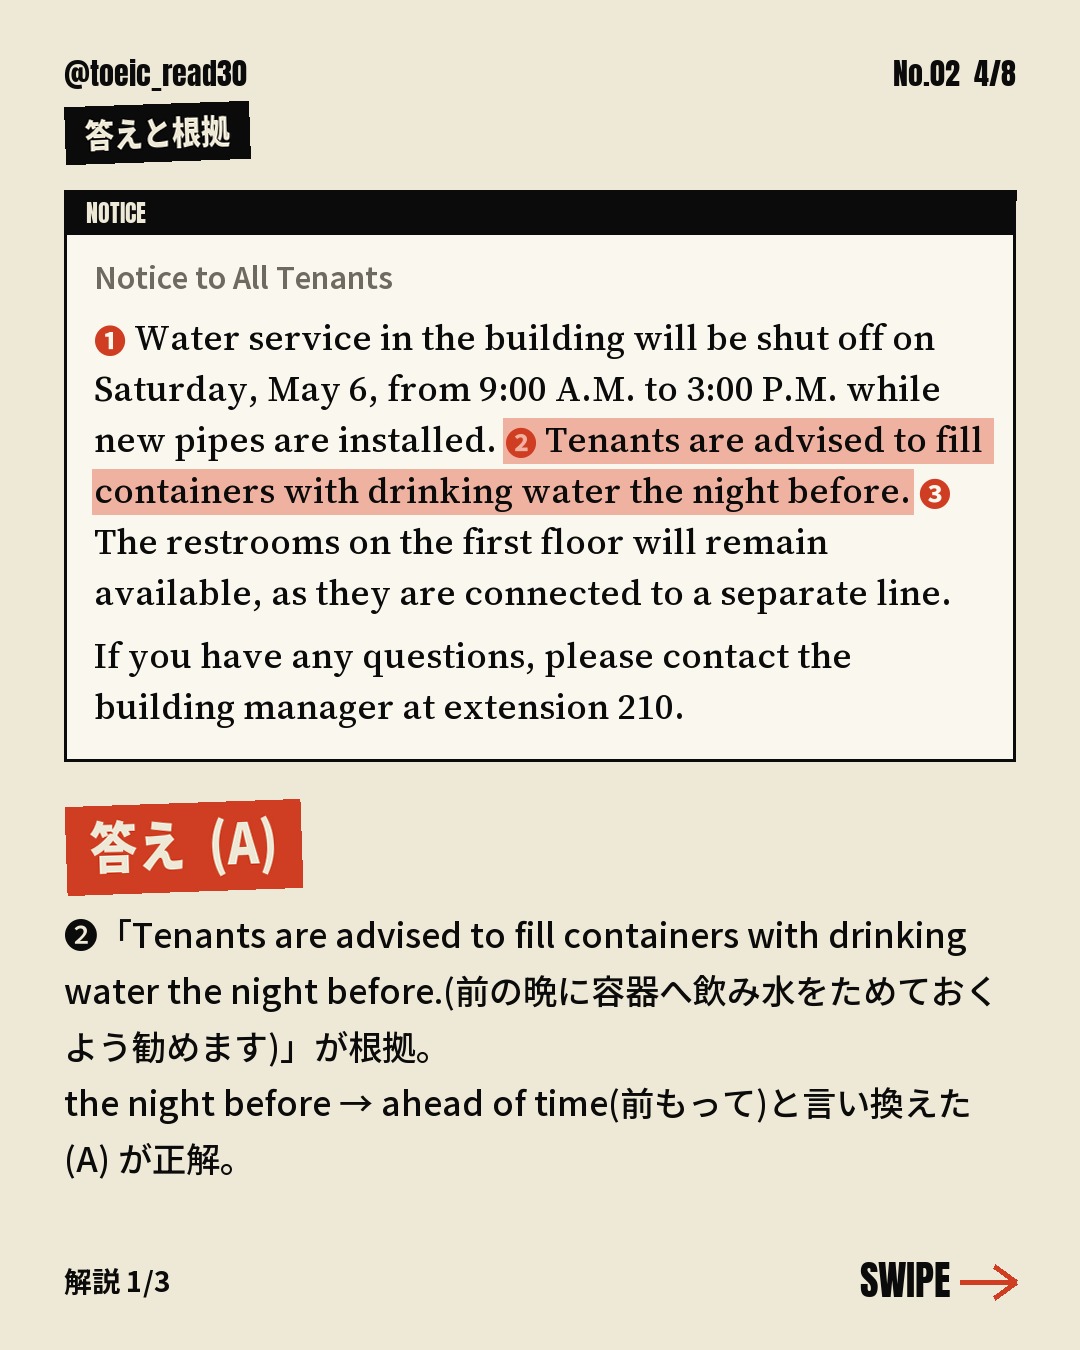 @toeic_read30
No.02 4/8
答えと根拠
NOTICE
Notice to All Tenants
❶ Water service in the building will be shut off on
Saturday, May 6, from 9:00 A.M. to 3:00 P.M. while
new pipes are installed. ❷ Tenants are advised to fill
containers with drinking water the night before. ❸
The restrooms on the first floor will remain
available, as they are connected to a separate line.
If you have any questions, please contact the
building manager at extension 210.
答え (A)
❷「Tenants are advised to fill containers with drinking
water the night before.(前の晩に容器へ飲み水をためておく
よう勧めます)」が根拠。
the night before → ahead of time(前もって)と言い換えた
(A) が正解。
解説 1/3
SWIPE →